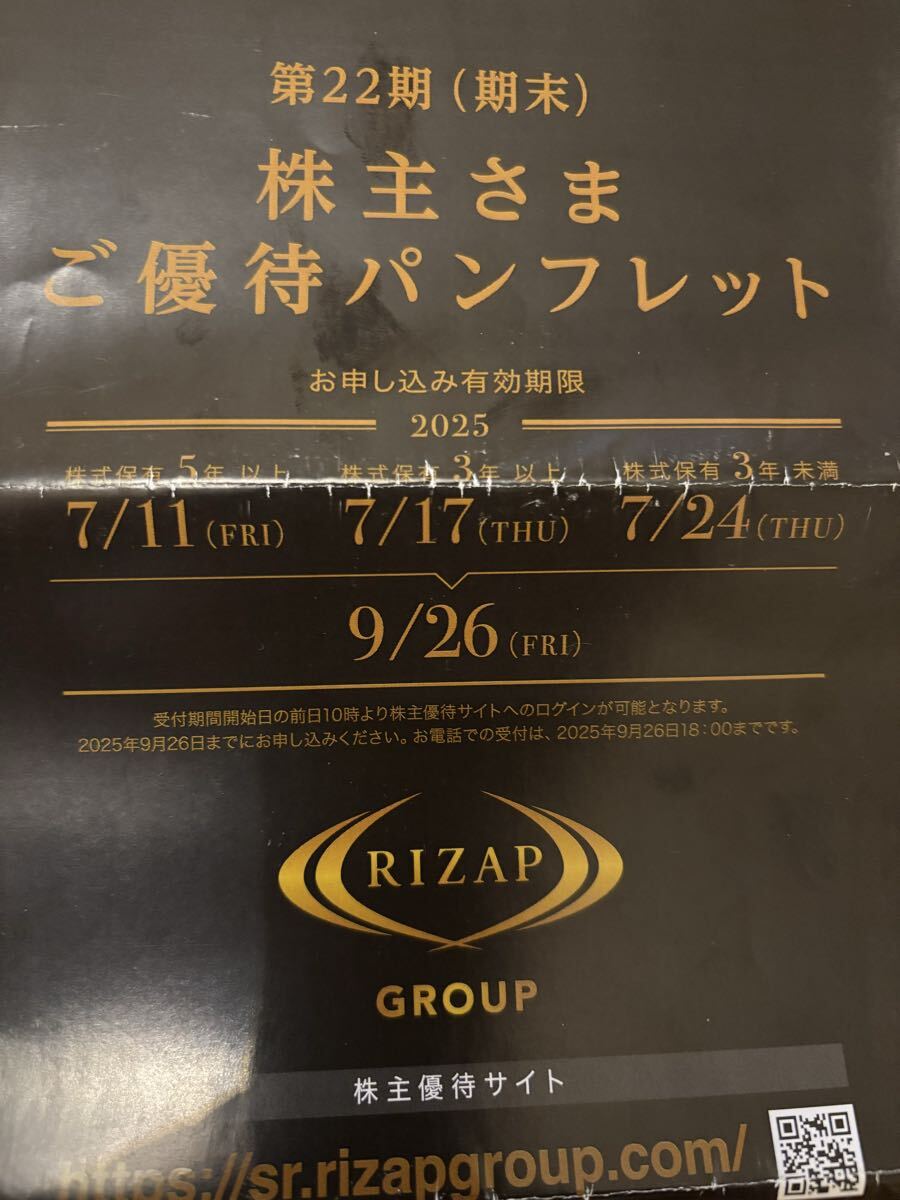 第22期（期末）
株主さま
ご優待パンフレット
お申し込み有効期限
2025
株式保有 5年 以上 株式保有 3年 以上 株式保有 3年 未満
7/11(FRI) 7/17(THU) 7/24(THU)
9/26(FRI)
受付期間開始日の前日10時より株主優待サイトへのログインが可能となります。
2025年9月26日までにお申し込みください。お電話での受付は、2025年9月26日18：00までです。
RIZAP
GROUP
株主優待サイト
https://sr.rizapgroup.com/